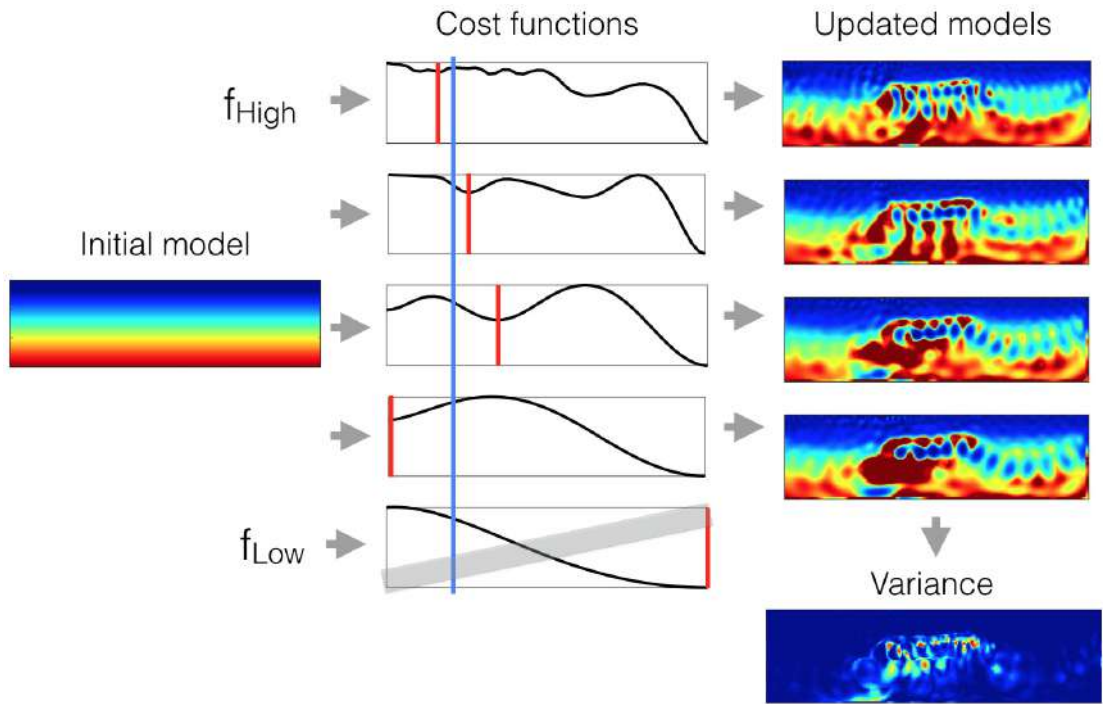 Cost functions
Updated models
fHigh
Initial model
fLow
Variance